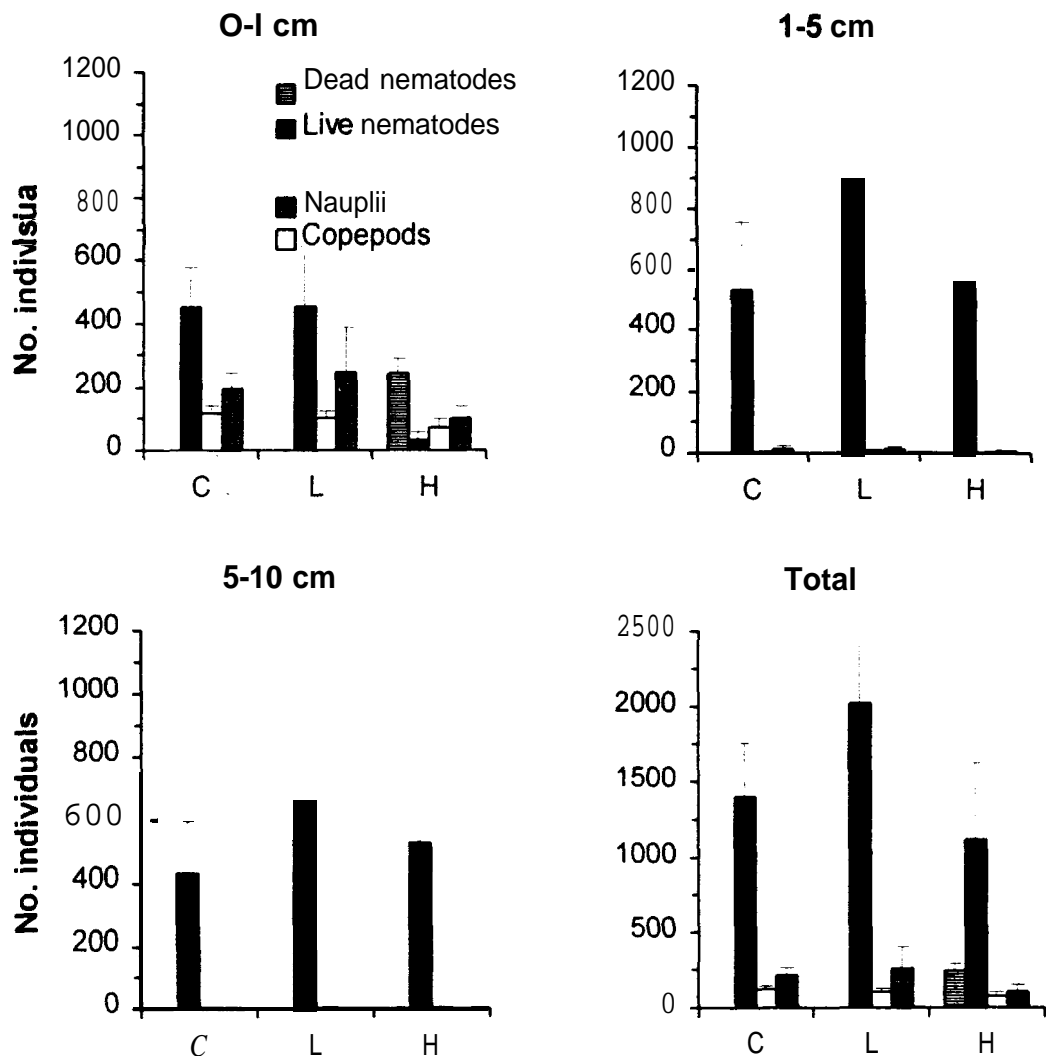 O-l cm
1200
1000
800
600
400
200
0
No. indivisua
Dead nematodes
Live nematodes
Nauplii
Copepods
C L H
1-5 cm
1200
1000
800
600
400
200
0
C L H
5-10 cm
1200
1000
800
600
400
200
0
No. individuals
C L H
Total
2500
2000
1500
1000
500
0
C L H